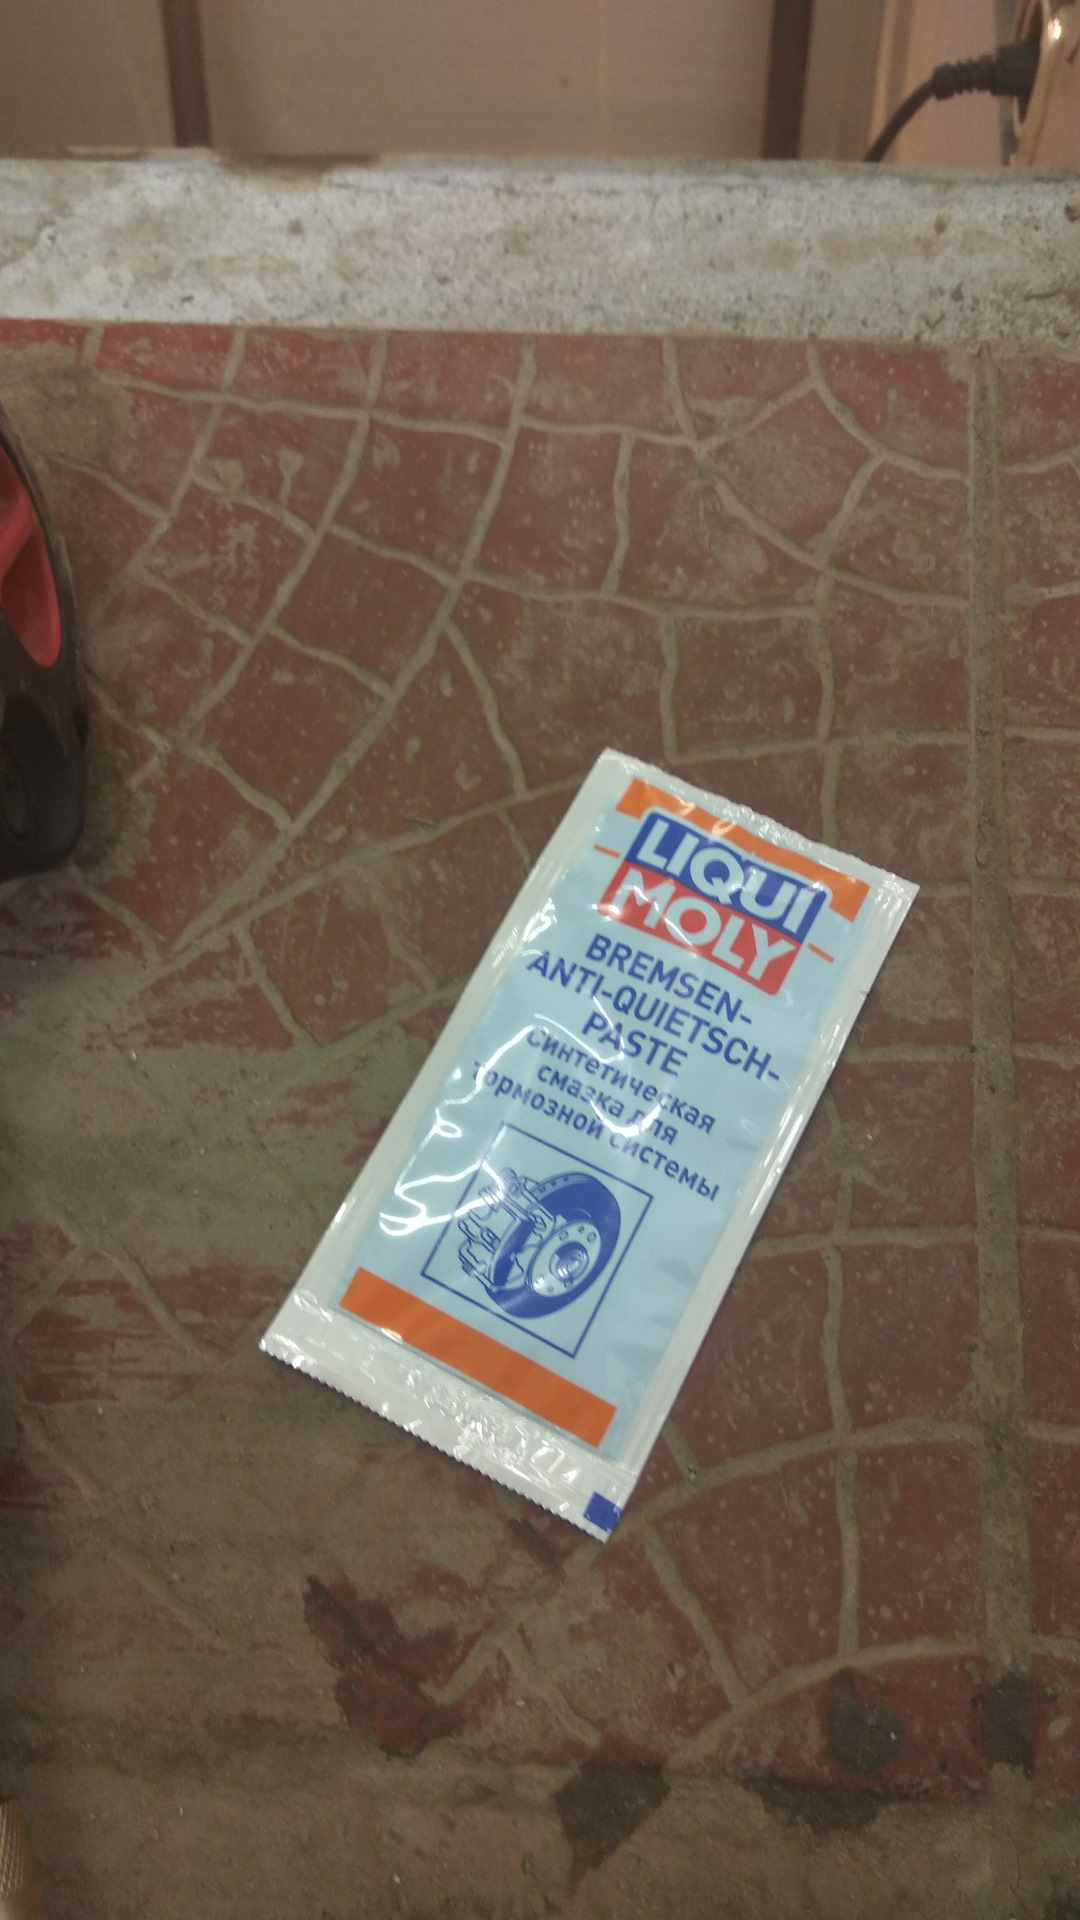 LIQUI
MOLY
BREMSEN-
ANTI-QUIETSCH-
PASTE
Синтетическая
смазка для
тормозной системы